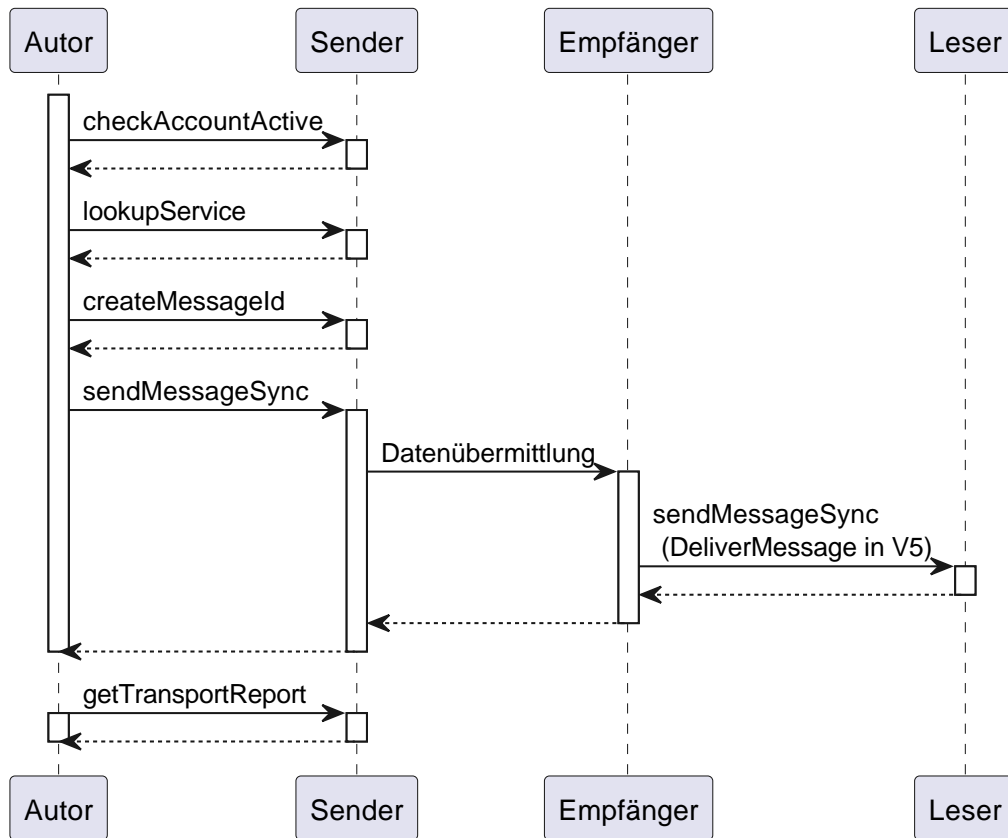 Autor
Sender
Empfänger
Leser
checkAccountActive
lookupService
createMessageId
sendMessageSync
Datenübermittlung
sendMessageSync
(DeliverMessage in V5)
getTransportReport
Autor
Sender
Empfänger
Leser